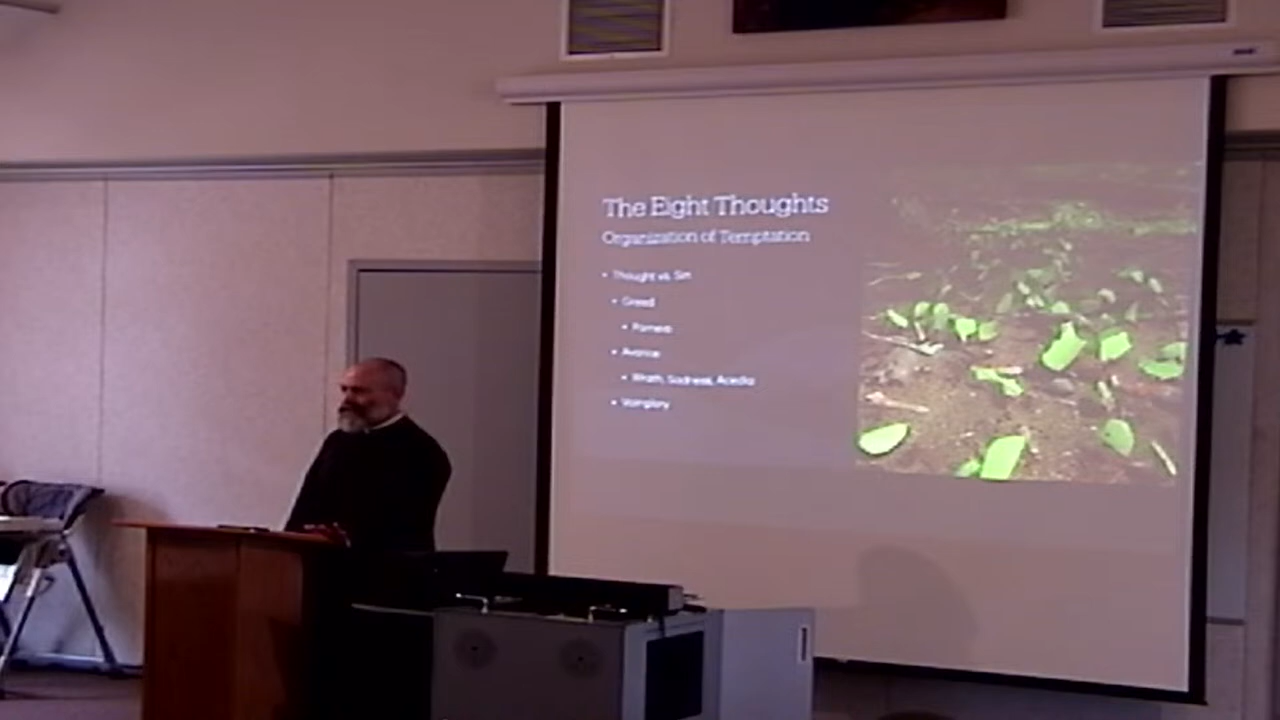 The Eight Thoughts
Organization of Temptation
• Thought vs. Sin
• Greed
• Avarice
• Wrath, Sadness, Acedia
• Vainglory